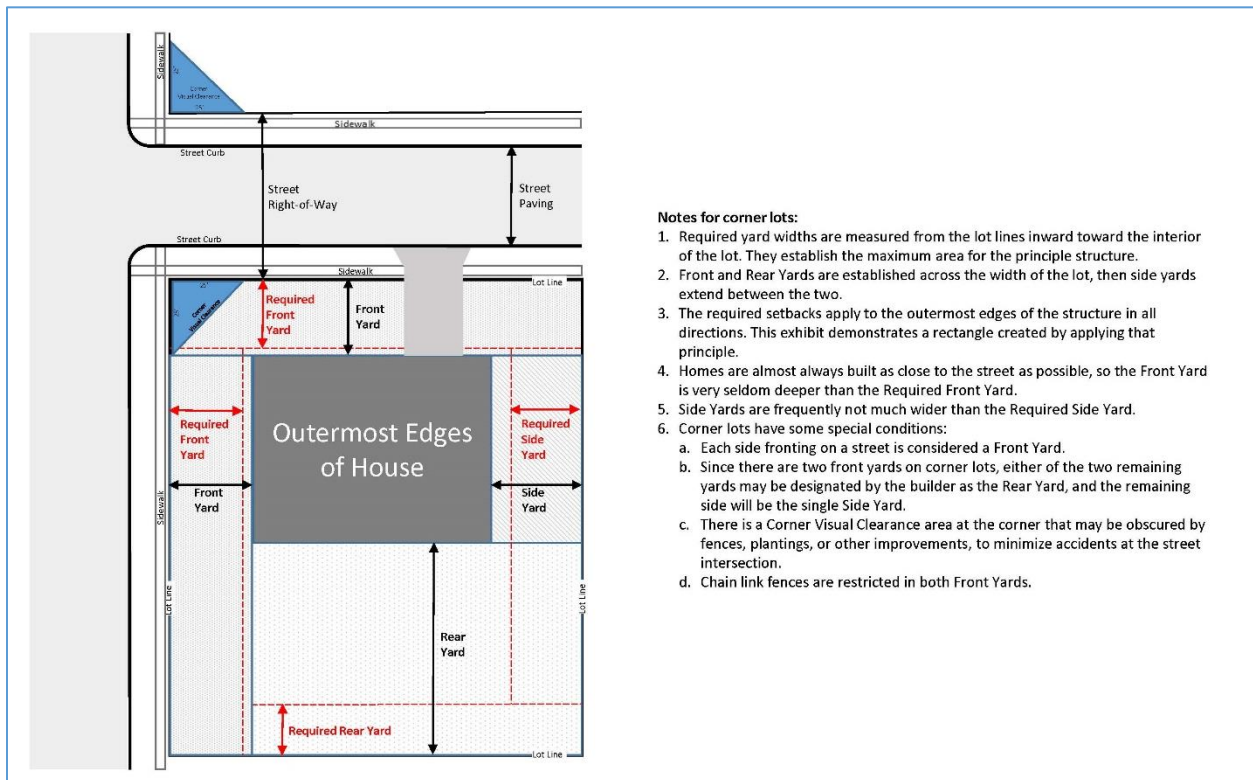 Sidewalk
Corner
Visual Clearance
25'
Sidewalk
Street Curb
Street
Right-of-Way
Street
Paving
Street Curb
Sidewalk
Lot Line
25'
Corner
Visual Clearance
Required
Front
Yard
Front
Yard
Required
Front
Yard
Outermost Edges
of House
Required
Side
Yard
Front
Yard
Side
Yard
Sidewalk
Lot Line
Lot Line
Rear
Yard
Required Rear Yard
Lot Line
Notes for corner lots:
1. Required yard widths are measured from the lot lines inward toward the interior
of the lot. They establish the maximum area for the principle structure.
2. Front and Rear Yards are established across the width of the lot, then side yards
extend between the two.
3. The required setbacks apply to the outermost edges of the structure in all
directions. This exhibit demonstrates a rectangle created by applying that
principle.
4. Homes are almost always built as close to the street as possible, so the Front Yard
is very seldom deeper than the Required Front Yard.
5. Side Yards are frequently not much wider than the Required Side Yard.
6. Corner lots have some special conditions:
a. Each side fronting on a street is considered a Front Yard.
b. Since there are two front yards on corner lots, either of the two remaining
yards may be designated by the builder as the Rear Yard, and the remaining
side will be the single Side Yard.
c. There is a Corner Visual Clearance area at the corner that may be obscured by
fences, plantings, or other improvements, to minimize accidents at the street
intersection.
d. Chain link fences are restricted in both Front Yards.